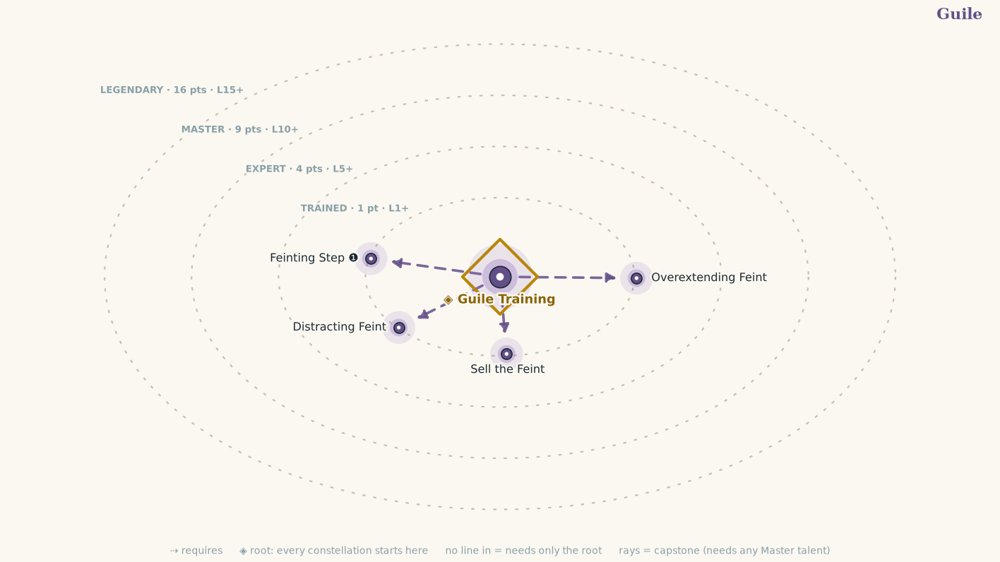 Guile
LEGENDARY · 16 pts · L15+
MASTER · 9 pts · L10+
EXPERT · 4 pts · L5+
TRAINED · 1 pt · L1+
Feinting Step ❶
Overextending Feint
◈ Guile Training
Distracting Feint
Sell the Feint
⇢ requires ◈ root: every constellation starts here no line in = needs only the root rays = capstone (needs any Master talent)